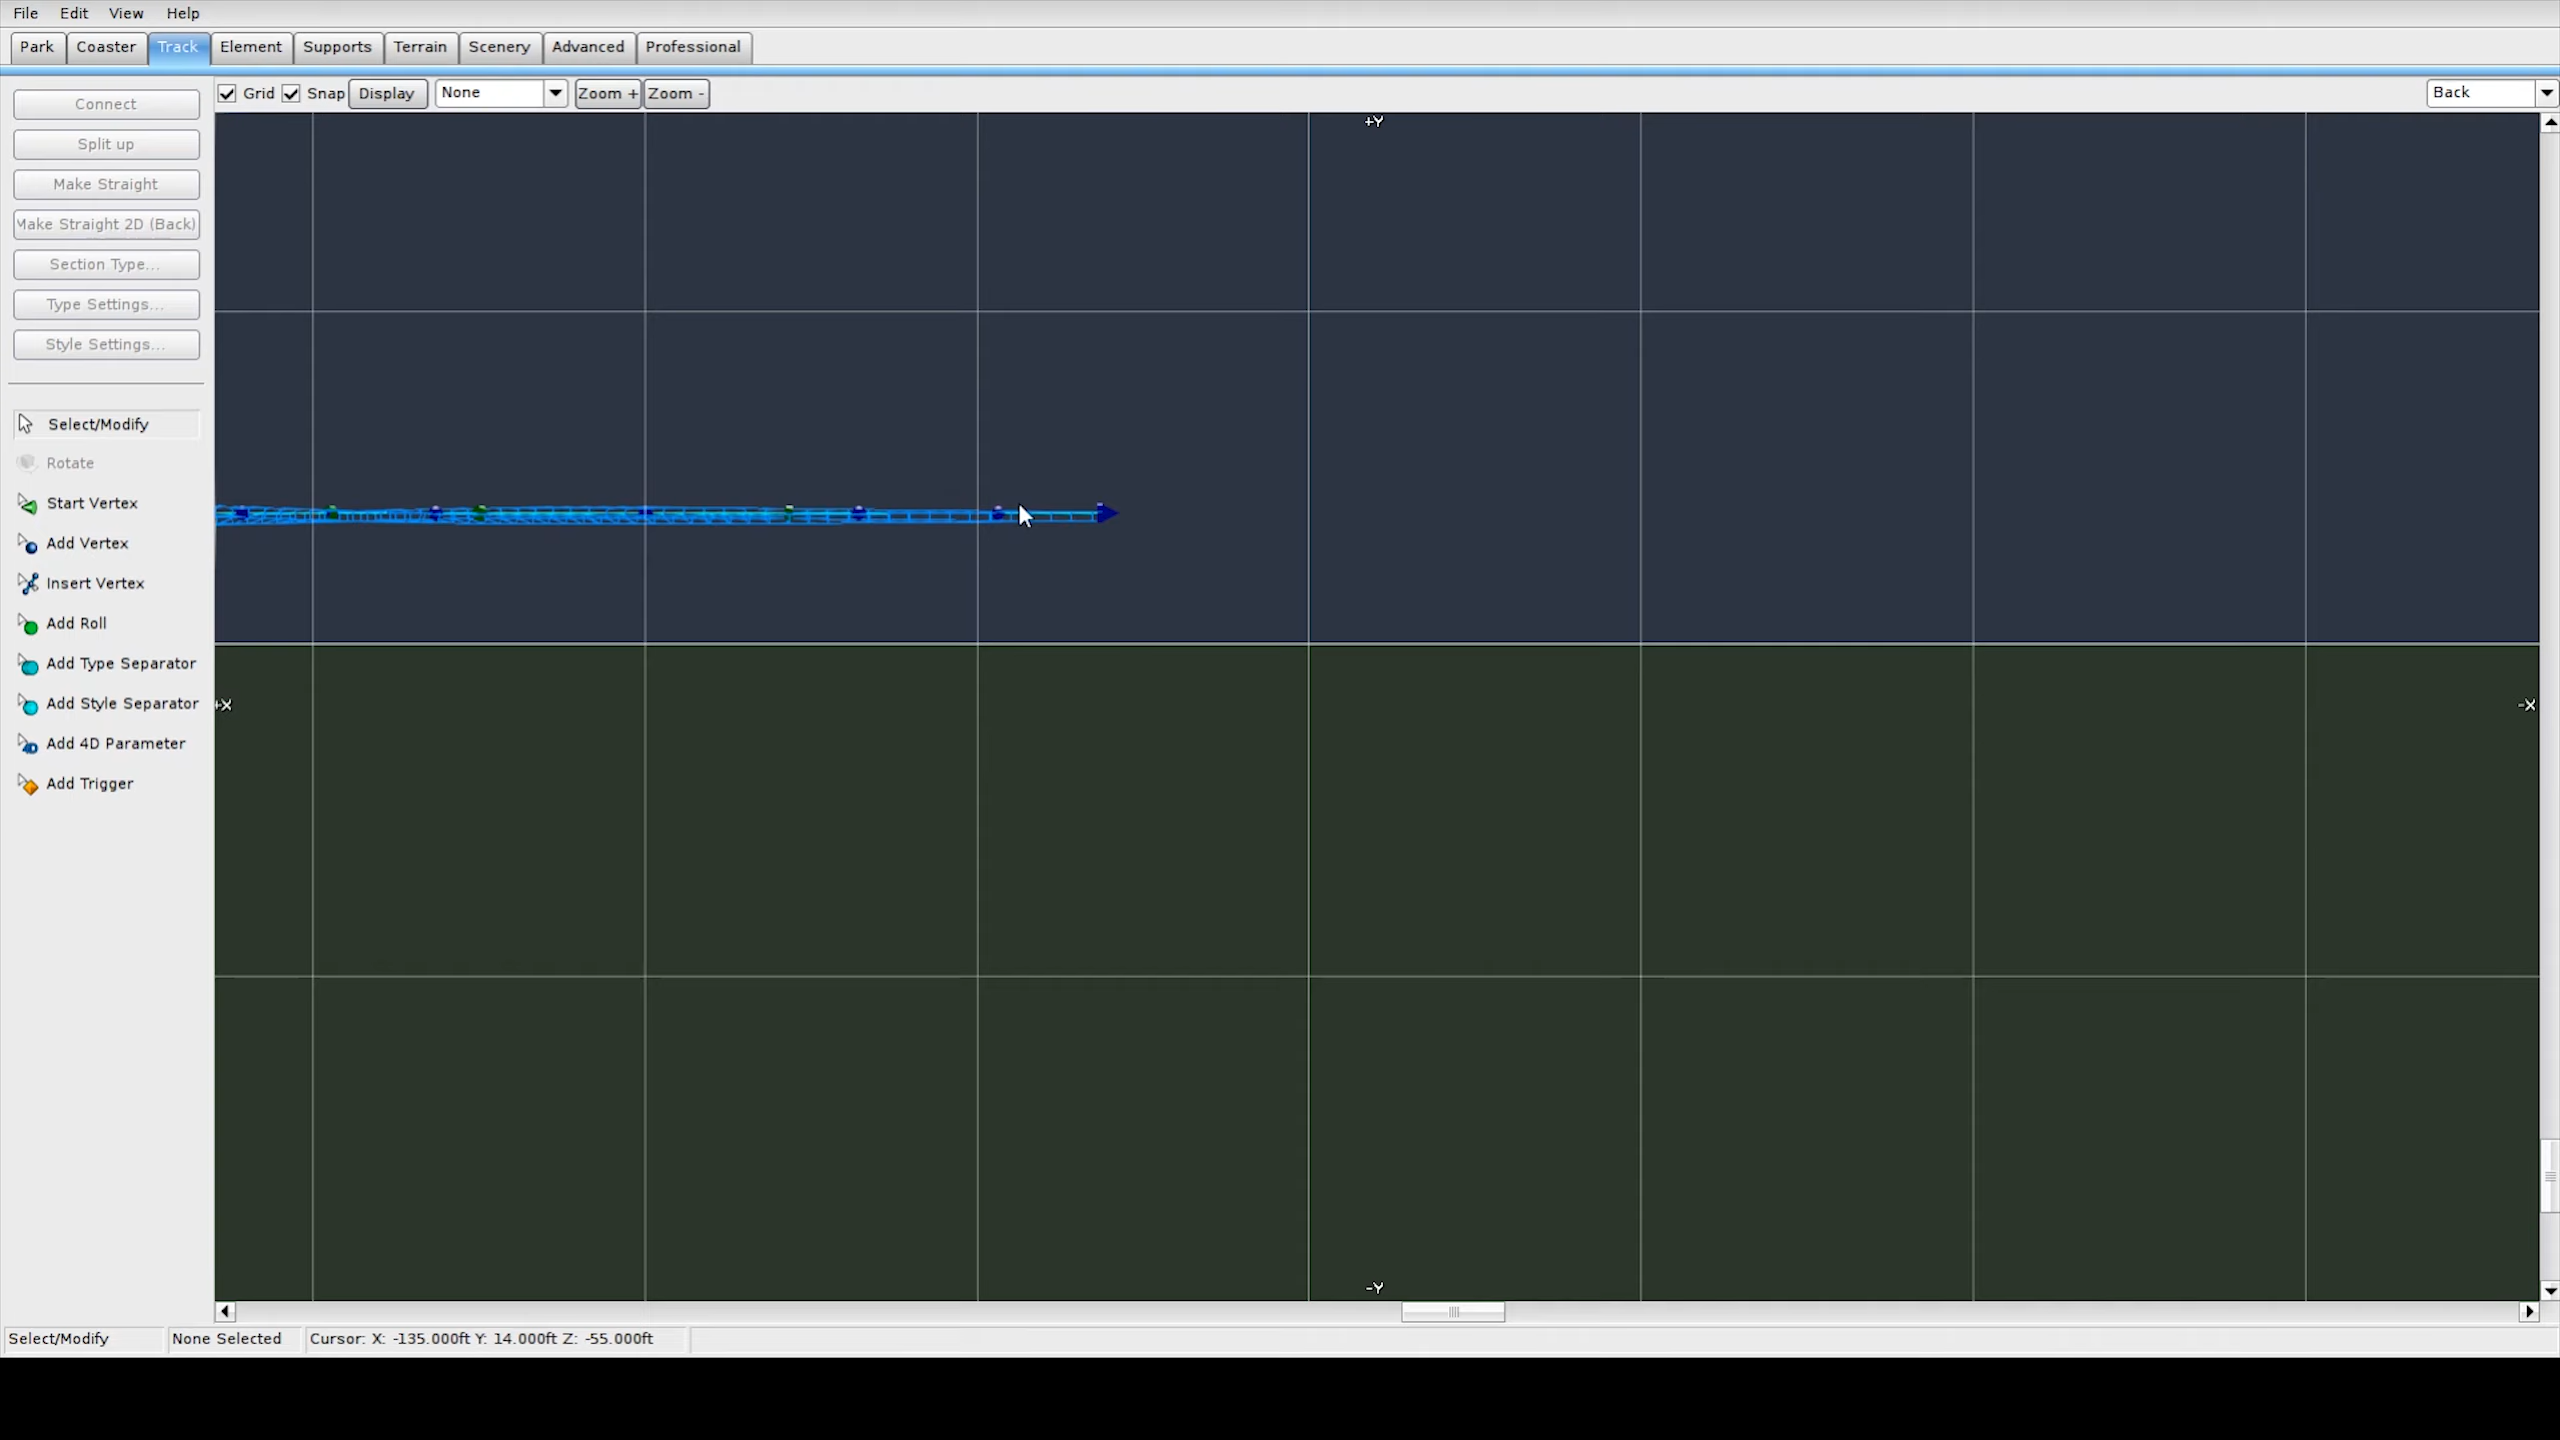 File Edit View Help
Park Coaster Track Element Supports Terrain Scenery Advanced Professional
Grid Snap Display None Zoom + Zoom - Back
Connect
Split up
Make Straight
Make Straight 2D (Back)
Section Type...
Type Settings...
Style Settings...
Select/Modify
Rotate
Start Vertex
Add Vertex
Insert Vertex
Add Roll
Add Type Separator
Add Style Separator
Add 4D Parameter
Add Trigger
+Y
+X
-X
-Y
Select/Modify None Selected Cursor: X: -135.000ft Y: 14.000ft Z: -55.000ft